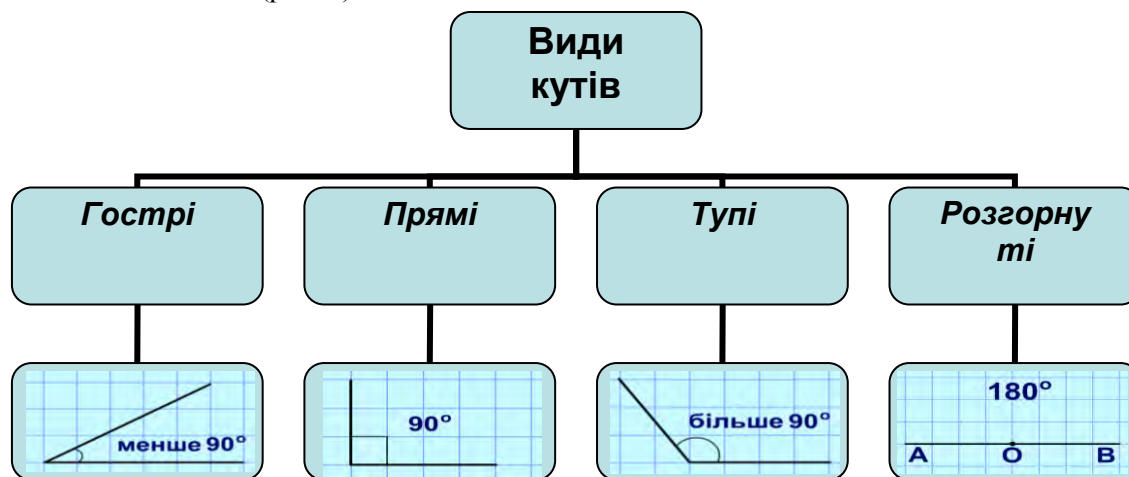 Види
кутів
Гострі
Прямі
Тупі
Розгорну
ті
менше 90°
90°
більше 90°
180°
А О В